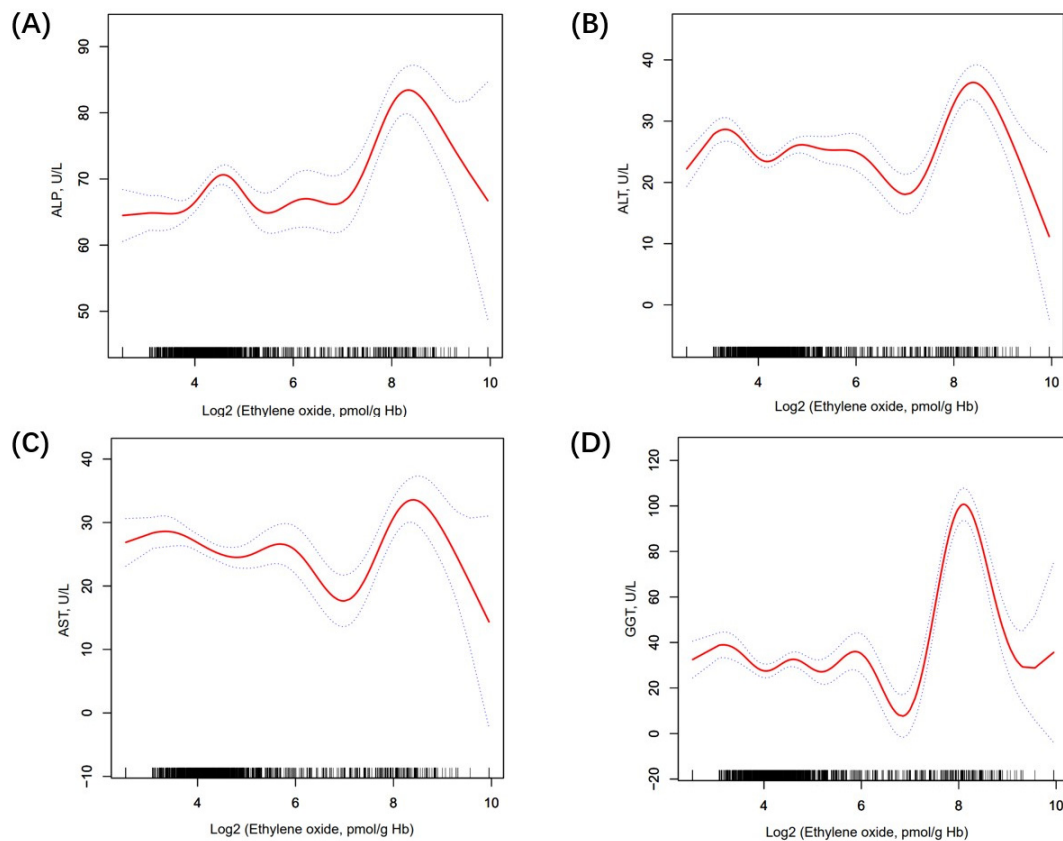 (A)
ALP, U/L
90
80
70
60
50
4 6 8 10
Log2 (Ethylene oxide, pmol/g Hb)
(B)
ALT, U/L
40
30
20
10
0
4 6 8 10
Log2 (Ethylene oxide, pmol/g Hb)
(C)
AST, U/L
40
30
20
10
0
−10
4 6 8 10
Log2 (Ethylene oxide, pmol/g Hb)
(D)
GGT, U/L
120
100
80
60
40
20
0
−20
4 6 8 10
Log2 (Ethylene oxide, pmol/g Hb)